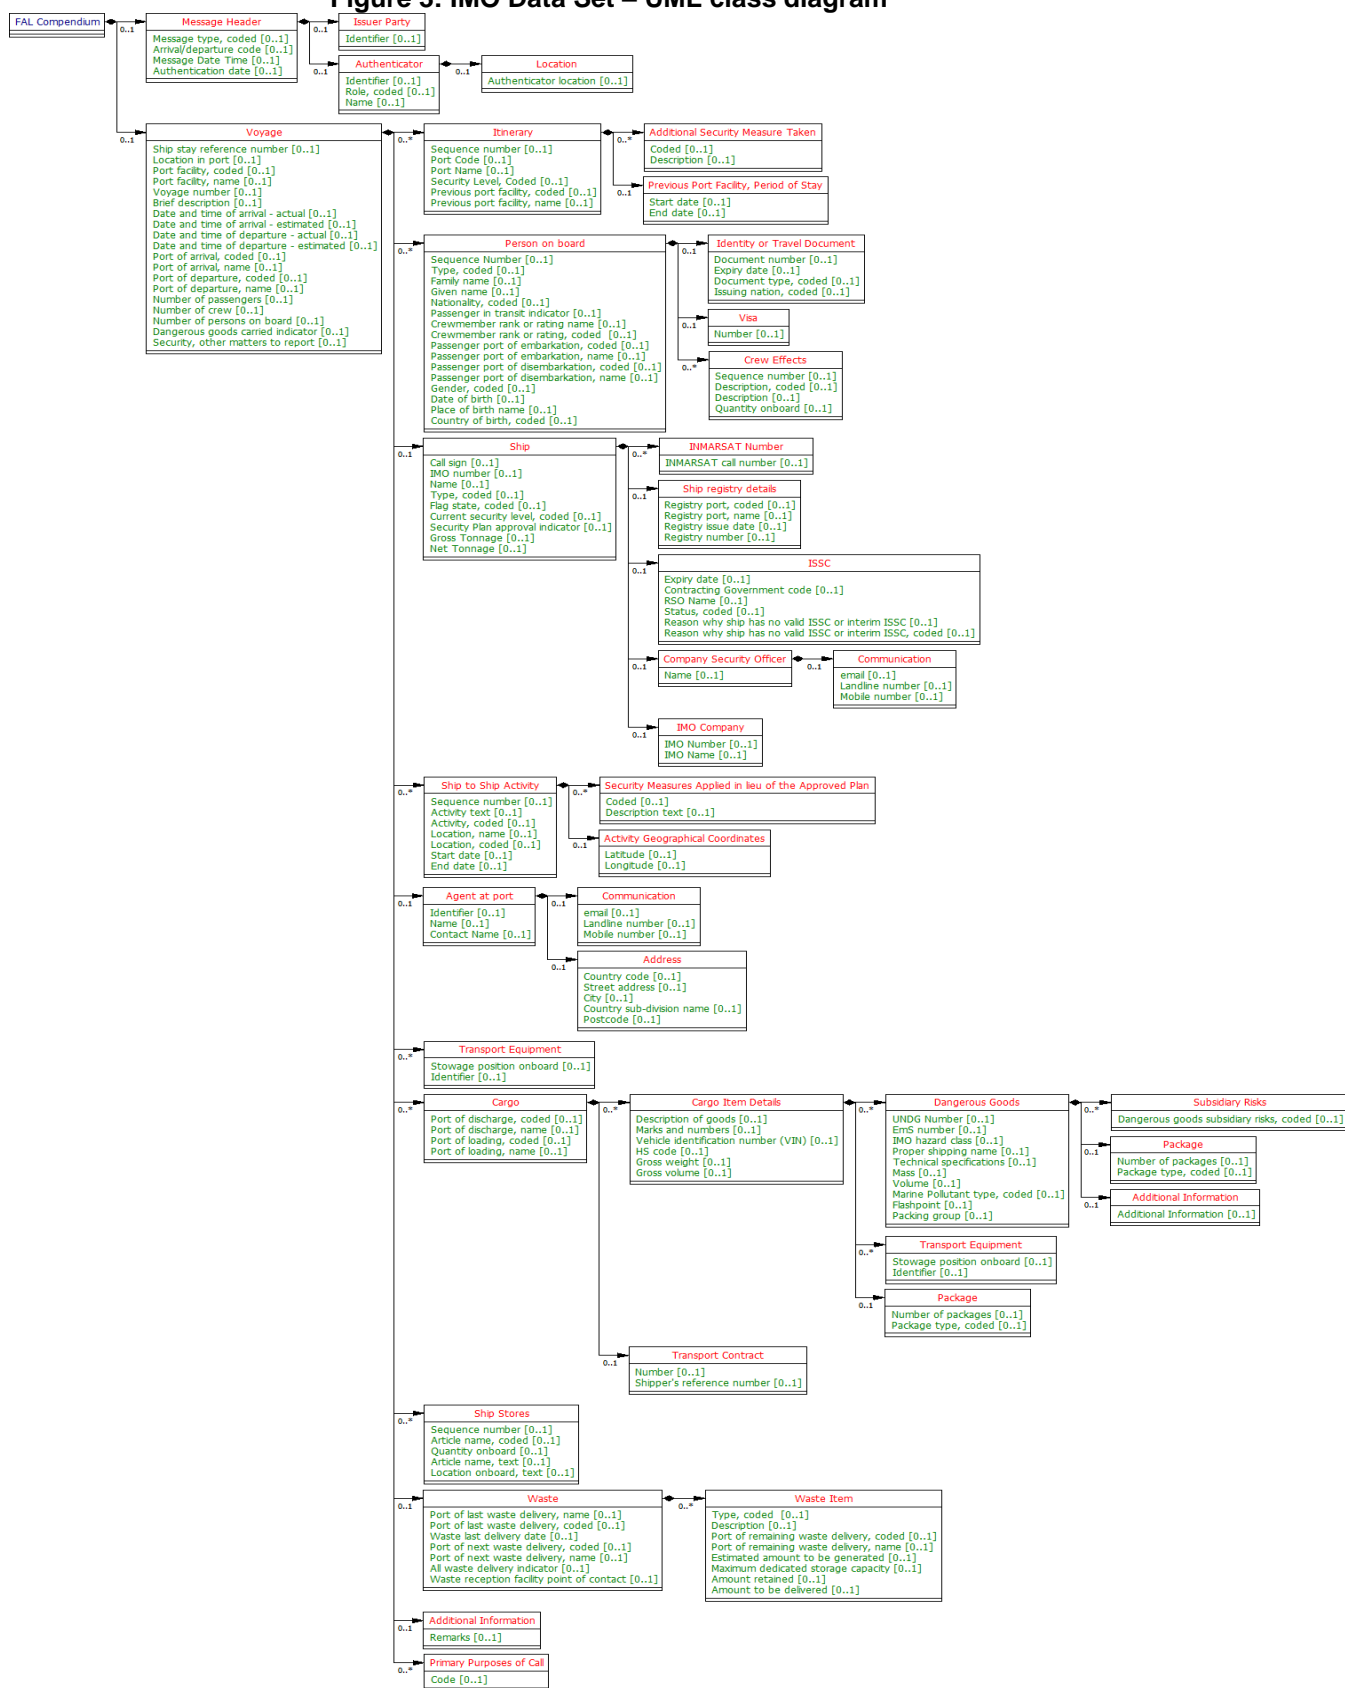 Figure 3: IMO Data Set – UML class diagram
FAL Compendium
0..1
Message Header
Message type, coded [0..1]
Arrival/departure code [0..1]
Message Date Time [0..1]
Authentication date [0..1]
0..1
Issuer Party
Identifier [0..1]
0..1
Authenticator
Identifier [0..1]
Role, coded [0..1]
Name [0..1]
0..1
Location
Authenticator location [0..1]
0..1
Voyage
Ship stay reference number [0..1]
Location in port [0..1]
Port facility, coded [0..1]
Port facility, name [0..1]
Voyage number [0..1]
Brief description [0..1]
Date and time of arrival - actual [0..1]
Date and time of arrival - estimated [0..1]
Date and time of departure - actual [0..1]
Date and time of departure - estimated [0..1]
Port of arrival, coded [0..1]
Port of arrival, name [0..1]
Port of departure, coded [0..1]
Port of departure, name [0..1]
Number of passengers [0..1]
Number of crew [0..1]
Number of persons on board [0..1]
Dangerous goods carried indicator [0..1]
Security, other matters to report [0..1]
0..*
Itinerary
Sequence number [0..1]
Port Code [0..1]
Port Name [0..1]
Security Level, Coded [0..1]
Previous port facility, coded [0..1]
Previous port facility, name [0..1]
0..*
Additional Security Measure Taken
Coded [0..1]
Description [0..1]
0..1
Previous Port Facility, Period of Stay
Start date [0..1]
End date [0..1]
0..*
Person on board
Sequence Number [0..1]
Type, coded [0..1]
Family name [0..1]
Given name [0..1]
Nationality, coded [0..1]
Passenger in transit indicator [0..1]
Crewmember rank or rating name [0..1]
Crewmember rank or rating, coded  [0..1]
Passenger port of embarkation, coded [0..1]
Passenger port of embarkation, name [0..1]
Passenger port of disembarkation, coded [0..1]
Passenger port of disembarkation, name [0..1]
Gender, coded [0..1]
Date of birth [0..1]
Place of birth name [0..1]
Country of birth, coded [0..1]
0..1
Identity or Travel Document
Document number [0..1]
Expiry date [0..1]
Document type, coded [0..1]
Issuing nation, coded [0..1]
0..1
Visa
Number [0..1]
0..*
Crew Effects
Sequence number [0..1]
Description, coded [0..1]
Description [0..1]
Quantity onboard [0..1]
0..1
Ship
Call sign [0..1]
IMO number [0..1]
Name [0..1]
Type, coded [0..1]
Flag state, coded [0..1]
Current security level, coded [0..1]
Security Plan approval indicator [0..1]
Gross Tonnage [0..1]
Net Tonnage [0..1]
0..*
INMARSAT Number
INMARSAT call number [0..1]
0..1
Ship registry details
Registry port, coded [0..1]
Registry port, name [0..1]
Registry issue date [0..1]
Registry number [0..1]
0..1
ISSC
Expiry date [0..1]
Contracting Government code [0..1]
RSO Name [0..1]
Status, coded [0..1]
Reason why ship has no valid ISSC or interim ISSC [0..1]
Reason why ship has no valid ISSC or interim ISSC, coded [0..1]
0..1
Company Security Officer
Name [0..1]
0..1
Communication
email [0..1]
Landline number [0..1]
Mobile number [0..1]
0..1
IMO Company
IMO Number [0..1]
IMO Name [0..1]
0..*
Ship to Ship Activity
Sequence number [0..1]
Activity text [0..1]
Activity, coded [0..1]
Location, name [0..1]
Location, coded [0..1]
Start date [0..1]
End date [0..1]
0..*
Security Measures Applied in lieu of the Approved Plan
Coded [0..1]
Description text [0..1]
0..1
Activity Geographical Coordinates
Latitude [0..1]
Longitude [0..1]
0..1
Agent at port
Identifier [0..1]
Name [0..1]
Contact Name [0..1]
0..1
Communication
email [0..1]
Landline number [0..1]
Mobile number [0..1]
0..1
Address
Country code [0..1]
Street address [0..1]
City [0..1]
Country sub-division name [0..1]
Postcode [0..1]
0..*
Transport Equipment
Stowage position onboard [0..1]
Identifier [0..1]
0..*
Cargo
Port of discharge, coded [0..1]
Port of discharge, name [0..1]
Port of loading, coded [0..1]
Port of loading, name [0..1]
0..*
Cargo Item Details
Description of goods [0..1]
Marks and numbers [0..1]
Vehicle identification number (VIN) [0..1]
HS code [0..1]
Gross weight [0..1]
Gross volume [0..1]
0..*
Dangerous Goods
UNDG Number [0..1]
EmS number [0..1]
IMO hazard class [0..1]
Proper shipping name [0..1]
Technical specifications [0..1]
Mass [0..1]
Volume [0..1]
Marine Pollutant type, coded [0..1]
Flashpoint [0..1]
Packing group [0..1]
0..*
Subsidiary Risks
Dangerous goods subsidiary risks, coded [0..1]
0..1
Package
Number of packages [0..1]
Package type, coded [0..1]
0..1
Additional Information
Additional Information [0..1]
0..*
Transport Equipment
Stowage position onboard [0..1]
Identifier [0..1]
0..1
Package
Number of packages [0..1]
Package type, coded [0..1]
0..1
Transport Contract
Number [0..1]
Shipper's reference number [0..1]
0..*
Ship Stores
Sequence number [0..1]
Article name, coded [0..1]
Quantity onboard [0..1]
Article name, text [0..1]
Location onboard, text [0..1]
0..1
Waste
Port of last waste delivery, name [0..1]
Port of last waste delivery, coded [0..1]
Waste last delivery date [0..1]
Port of next waste delivery, coded [0..1]
Port of next waste delivery, name [0..1]
All waste delivery indicator [0..1]
Waste reception facility point of contact [0..1]
0..*
Waste Item
Type, coded  [0..1]
Description [0..1]
Port of remaining waste delivery, coded [0..1]
Port of remaining waste delivery, name [0..1]
Estimated amount to be generated [0..1]
Maximum dedicated storage capacity [0..1]
Amount retained [0..1]
Amount to be delivered [0..1]
0..1
Additional Information
Remarks [0..1]
0..*
Primary Purposes of Call
Code [0..1]